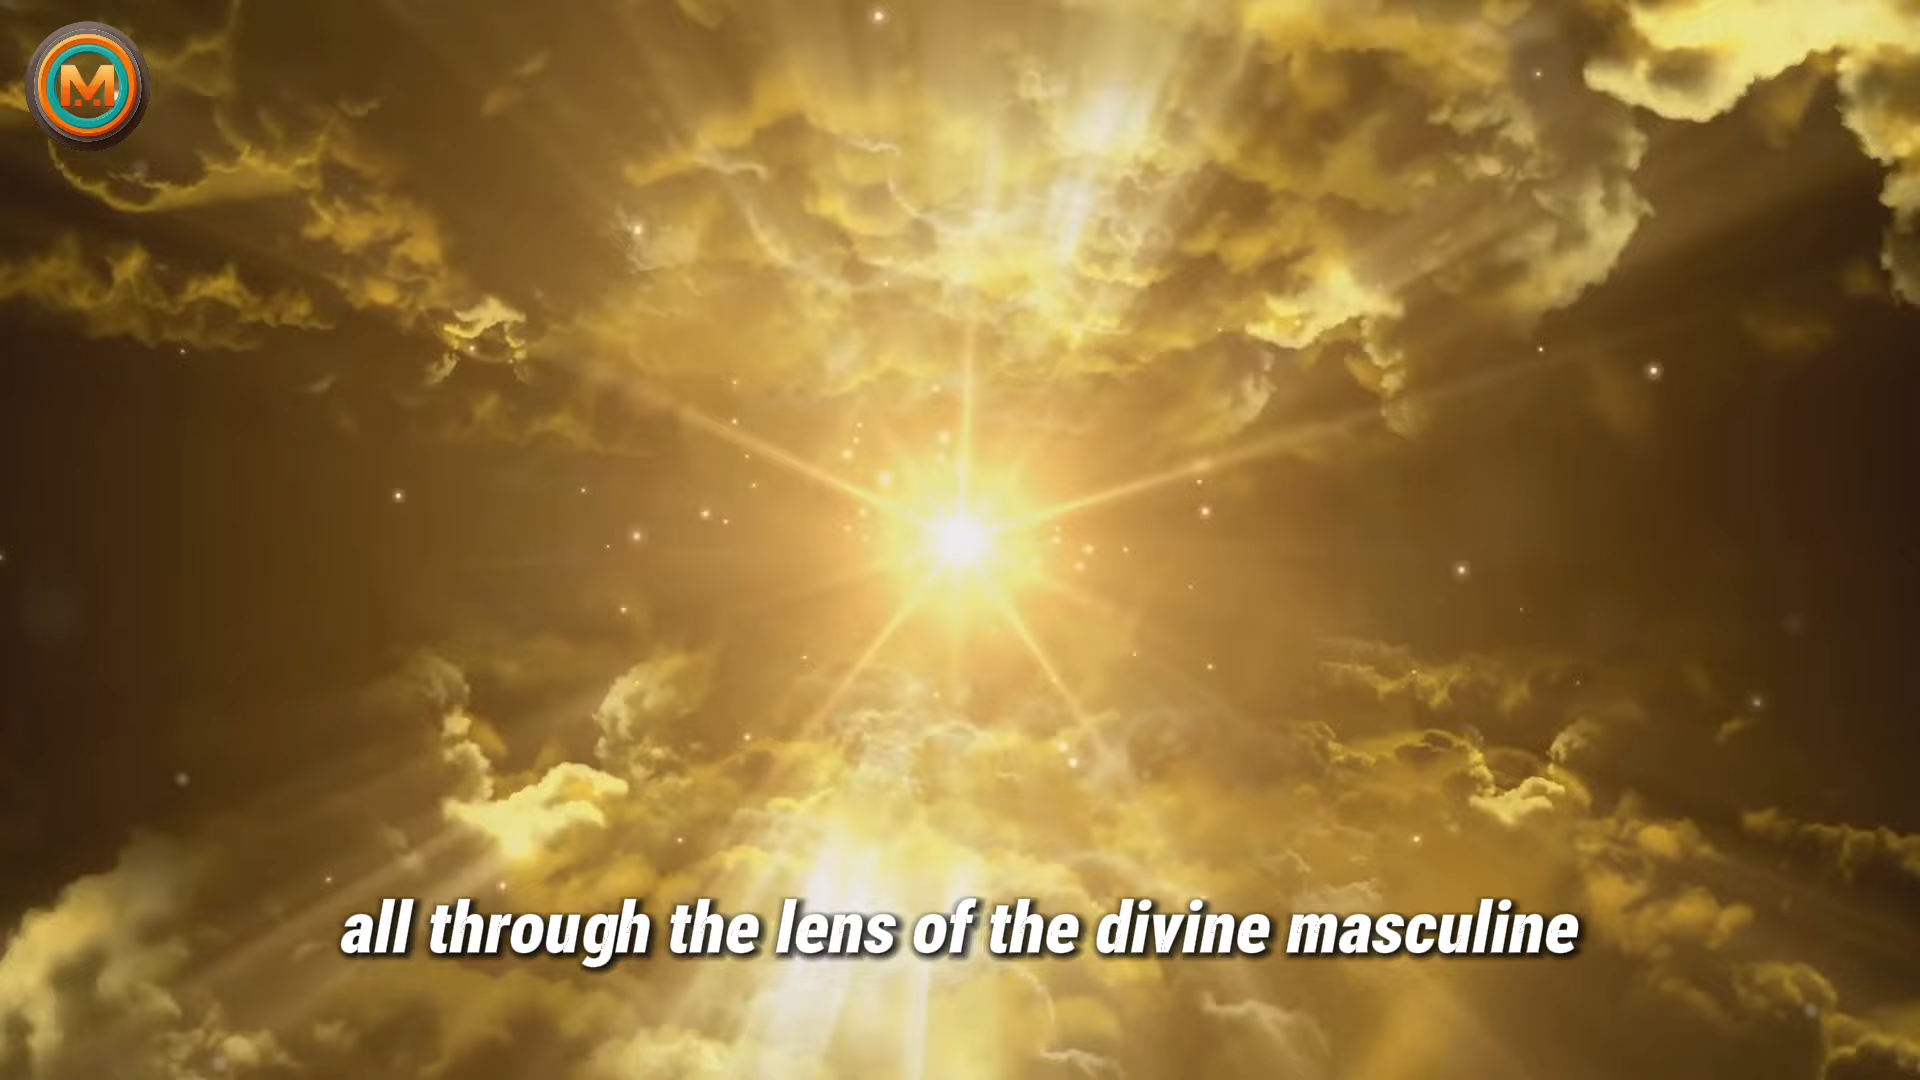 M
all through the lens of the divine masculine